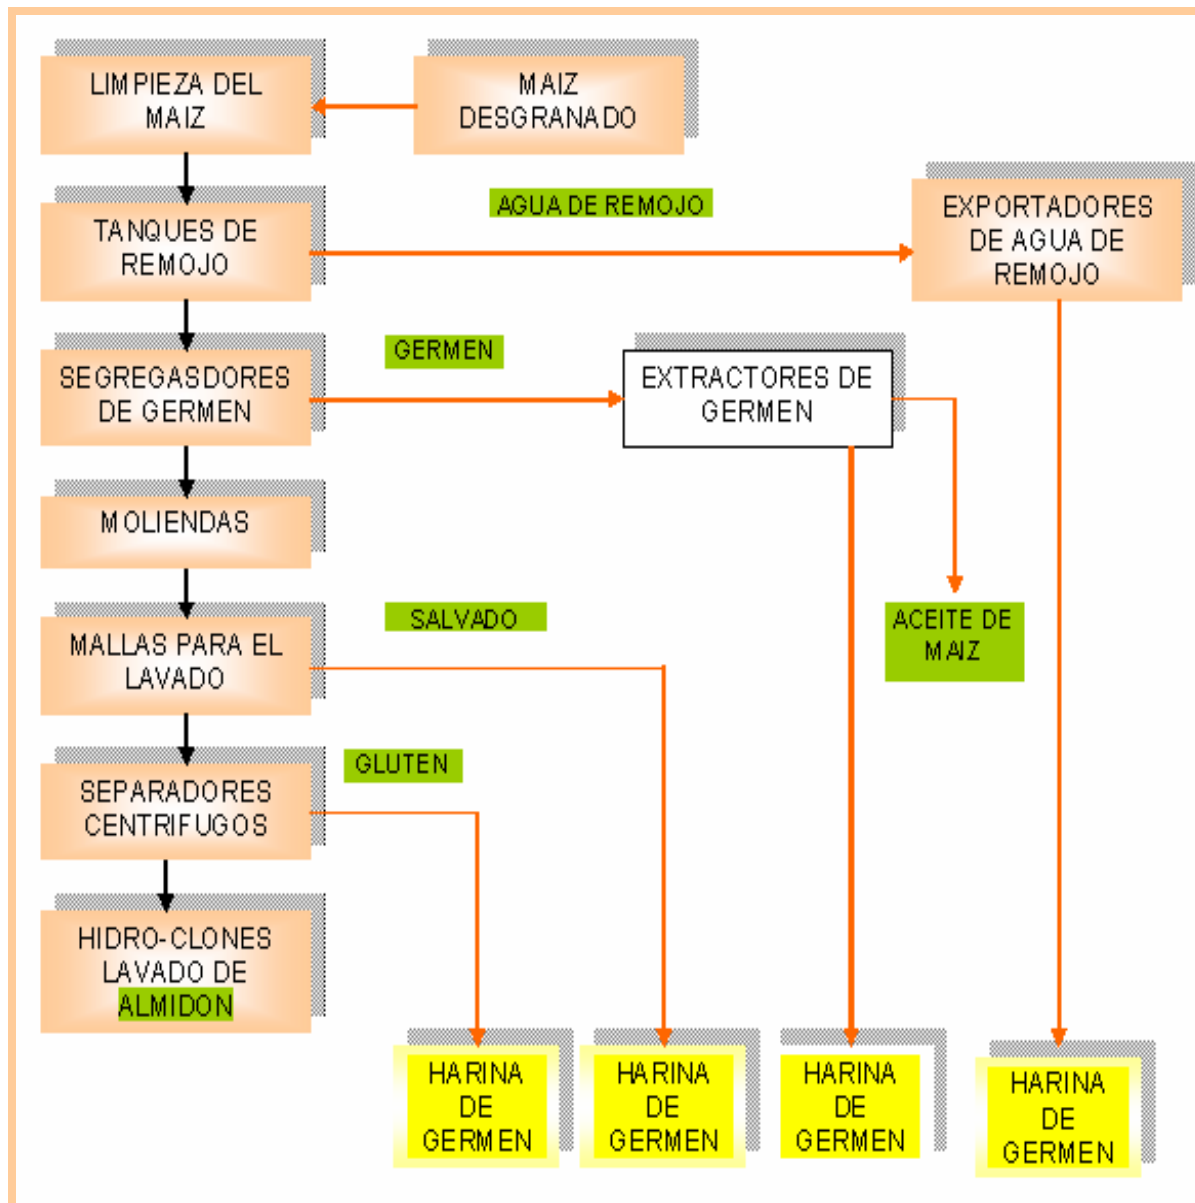 LIMPIEZA DEL
MAIZ
MAIZ
DESGRANADO
TANQUES DE
REMOJO
AGUA DE REMOJO
EXPORTADORES
DE AGUA DE
REMOJO
SEGREGASDORES
DE GERMEN
GERMEN
EXTRACTORES DE
GERMEN
MOLIENDAS
MALLAS PARA EL
LAVADO
SALVADO
ACEITE DE
MAIZ
SEPARADORES
CENTRIFUGOS
GLUTEN
HIDRO-CLONES
LAVADO DE
ALMIDON
HARINA
DE
GERMEN
HARINA
DE
GERMEN
HARINA
DE
GERMEN
HARINA
DE
GERMEN